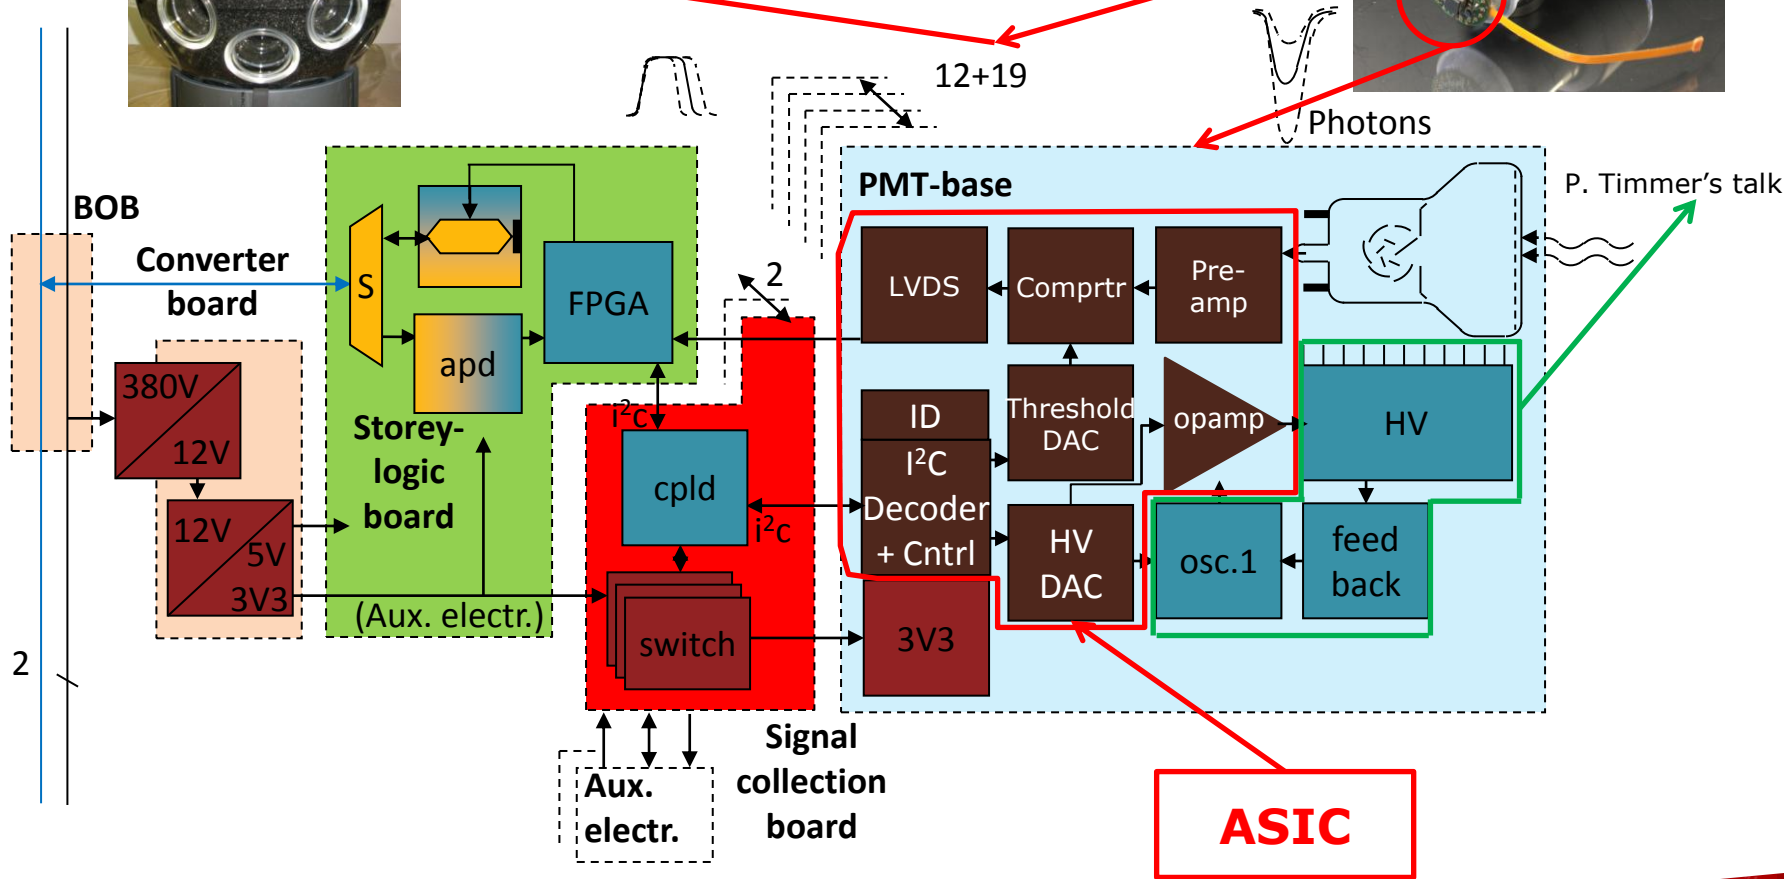 12+19
Photons
PMT-base
P. Timmer's talk
BOB
Converter
board
S
FPGA
apd
2
LVDS
Comprtr
Pre-
amp
380V
12V
12V
5V
3V3
Storey-
logic
board
(Aux. electr.)
i²c
cpld
i²c
switch
ID
I²C
Decoder
+ Cntrl
Threshold
DAC
opamp
HV
HV
DAC
osc.1
feed
back
3V3
2
Signal
collection
board
Aux.
electr.
ASIC